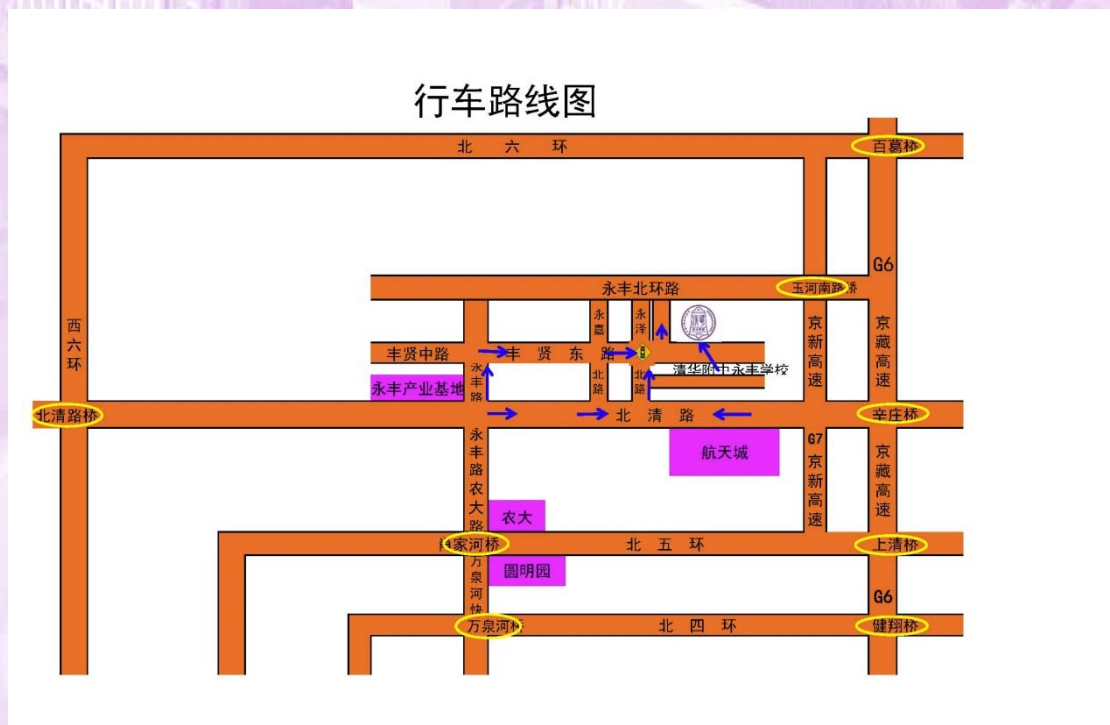 行车路线图
北六环
百葛桥
G6
永丰北环路
玉河南路桥
西六环
永嘉北路
永泽北路
京新高速
京藏高速
丰贤中路
丰贤东路
清华附中永丰学校
永丰路
永丰产业基地
北清路桥
北清路
辛庄桥
永丰路
航天城
G7
京新高速
京藏高速
农大路
农大
肖家河桥
北五环
上清桥
万泉河快
圆明园
G6
万泉河桥
北四环
健翔桥